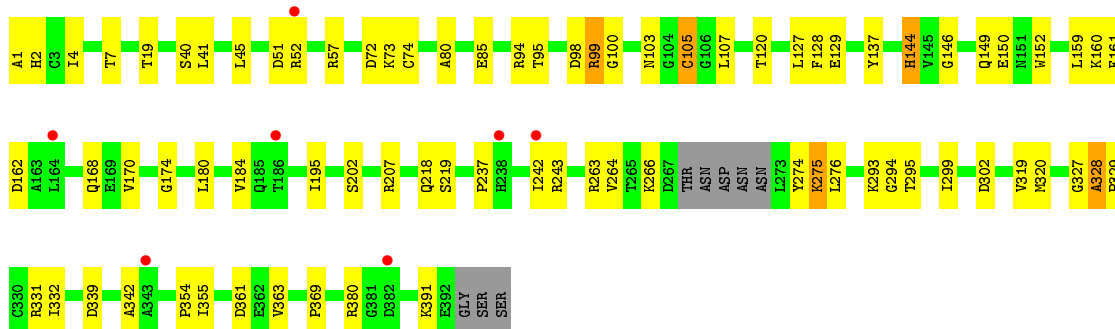 A1 H2 C3 I4 T7 T19 S40 L41 L45 D51 R52 R57 D72 K73 C74 A80 E85 R94 T95 D98 R99 G100 N103 G104 C105 G106 L107 T120 L127 F128 E129 Y137 H144 V145 G146 Q149 E150 N151 W152 L159 K160 E161
D162 A163 L164 Q168 E169 V170 G174 L180 V184 Q185 T186 I195 S202 R207 Q218 S219 P237 H238 I242 R243 R263 V264 T265 K266 D267 THR ASN ASP ASN ASN L273 Y274 K275 L276 K293 G294 T295 I299 D302 V319 M320 G327 A328 P329
C330 R331 I332 D339 A342 A343 P354 I355 D361 E362 V363 P369 R380 G381 D382 K391 E392 GLY SER SER